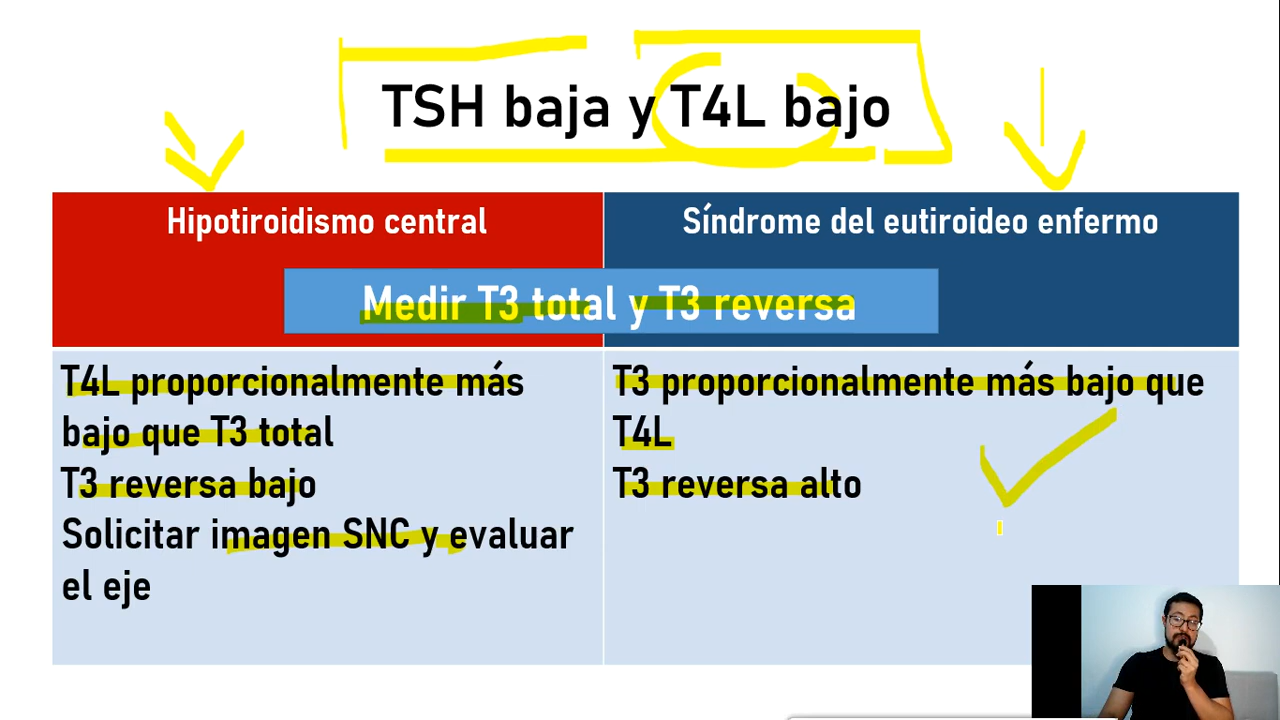 TSH baja y T4L bajo
Hipotiroidismo central
Síndrome del eutiroideo enfermo
Medir T3 total y T3 reversa
T4L proporcionalmente más
bajo que T3 total
T3 reversa bajo
Solicitar imagen SNC y evaluar
el eje
T3 proporcionalmente más bajo que
T4L
T3 reversa alto